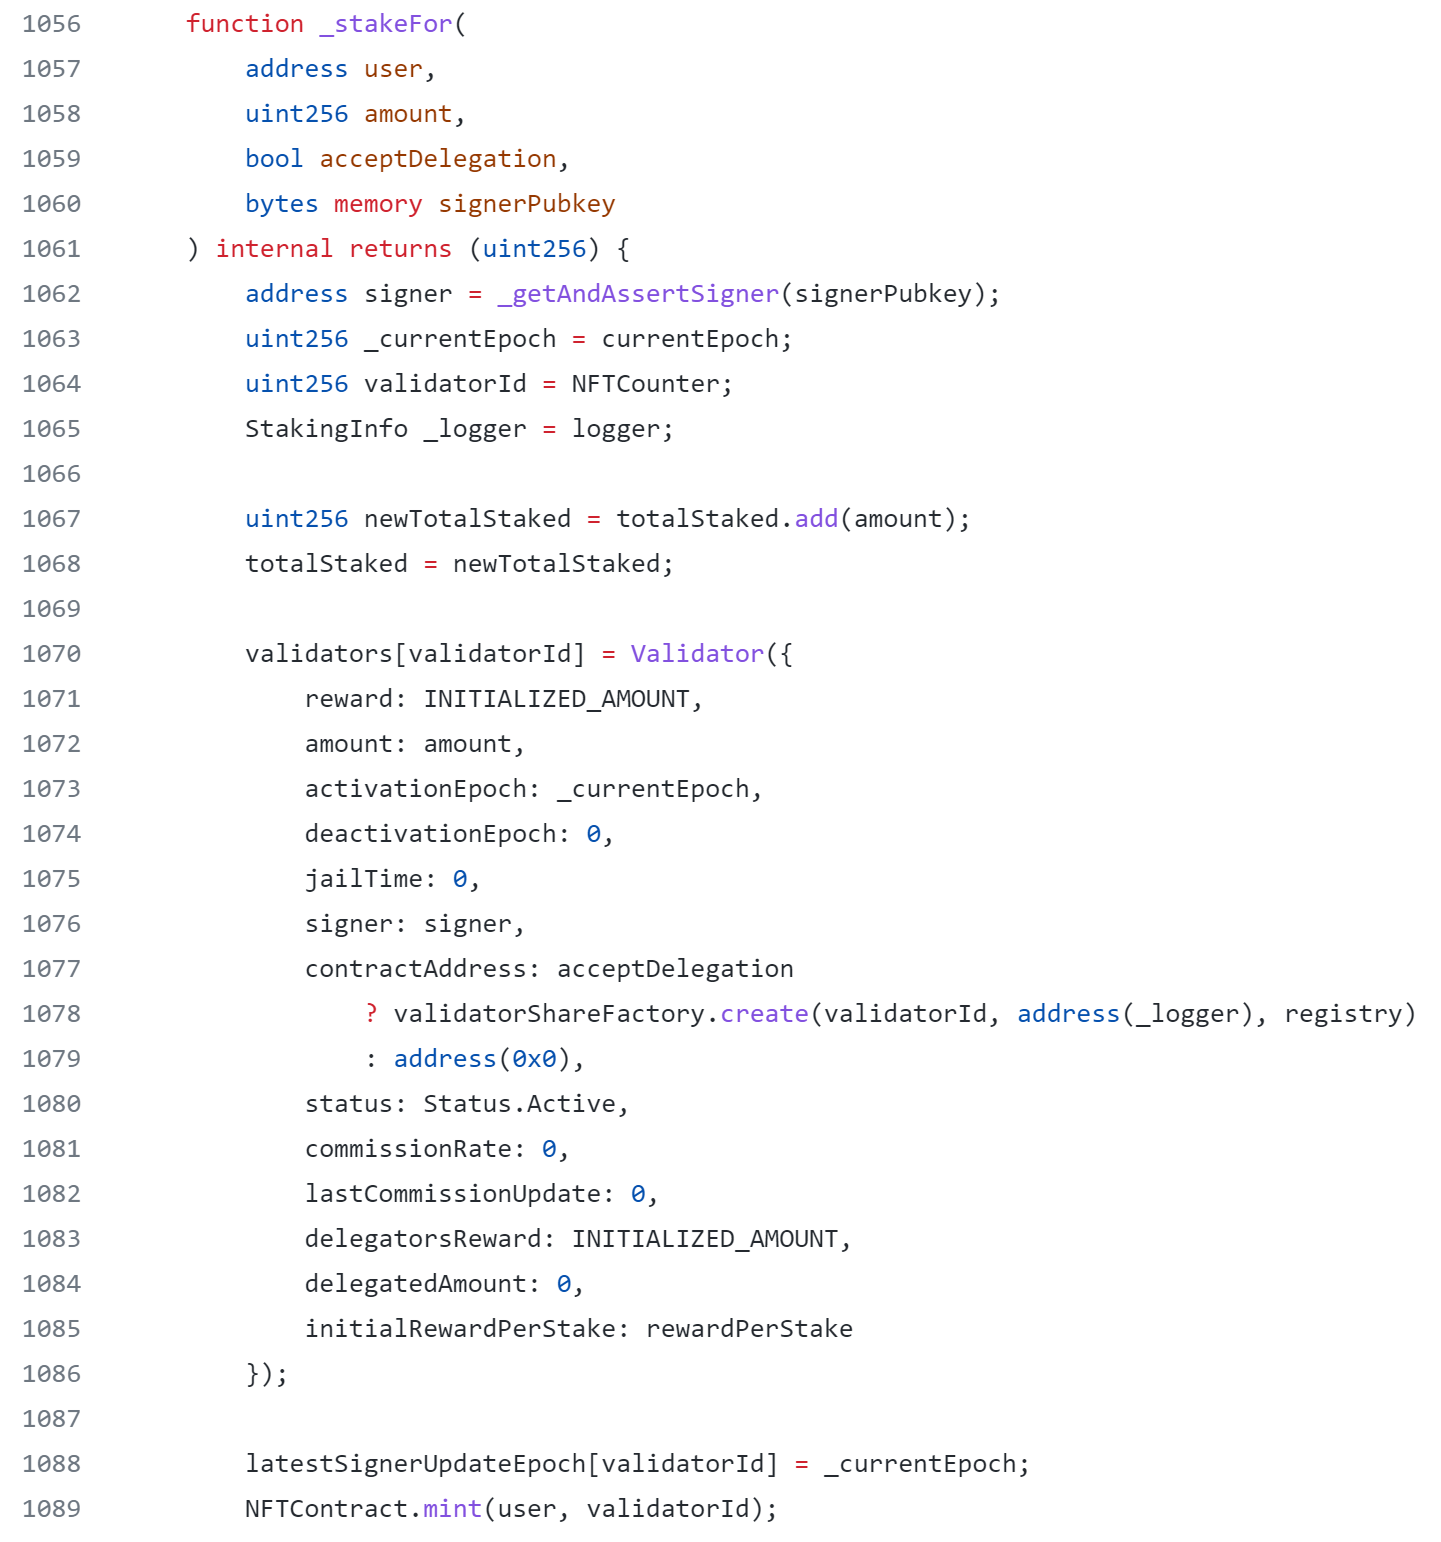 1056 function _stakeFor(
1057 address user,
1058 uint256 amount,
1059 bool acceptDelegation,
1060 bytes memory signerPubkey
1061 ) internal returns (uint256) {
1062 address signer = _getAndAssertSigner(signerPubkey);
1063 uint256 _currentEpoch = currentEpoch;
1064 uint256 validatorId = NFTCounter;
1065 StakingInfo _logger = logger;
1066
1067 uint256 newTotalStaked = totalStaked.add(amount);
1068 totalStaked = newTotalStaked;
1069
1070 validators[validatorId] = Validator({
1071 reward: INITIALIZED_AMOUNT,
1072 amount: amount,
1073 activationEpoch: _currentEpoch,
1074 deactivationEpoch: 0,
1075 jailTime: 0,
1076 signer: signer,
1077 contractAddress: acceptDelegation
1078 ? validatorShareFactory.create(validatorId, address(_logger), registry)
1079 : address(0x0),
1080 status: Status.Active,
1081 commissionRate: 0,
1082 lastCommissionUpdate: 0,
1083 delegatorsReward: INITIALIZED_AMOUNT,
1084 delegatedAmount: 0,
1085 initialRewardPerStake: rewardPerStake
1086 });
1087
1088 latestSignerUpdateEpoch[validatorId] = _currentEpoch;
1089 NFTContract.mint(user, validatorId);